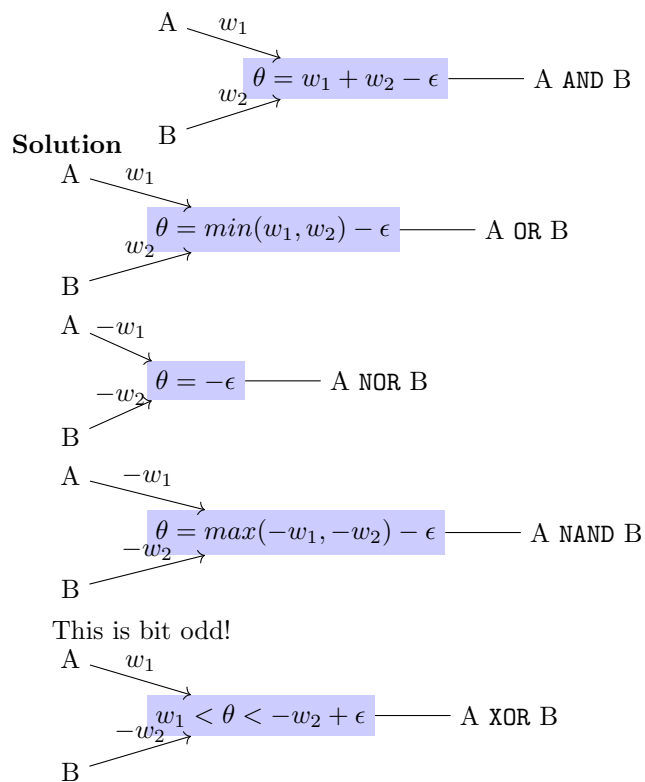 A
w₁
θ = w₁ + w₂ − ϵ
A AND B
w₂
B
Solution
A
w₁
θ = min(w₁, w₂) − ϵ
A OR B
w₂
B
A
−w₁
θ = −ϵ
A NOR B
−w₂
B
A
−w₁
θ = max(−w₁, −w₂) − ϵ
A NAND B
−w₂
B
This is bit odd!
A
w₁
w₁ < θ < −w₂ + ϵ
A XOR B
−w₂
B